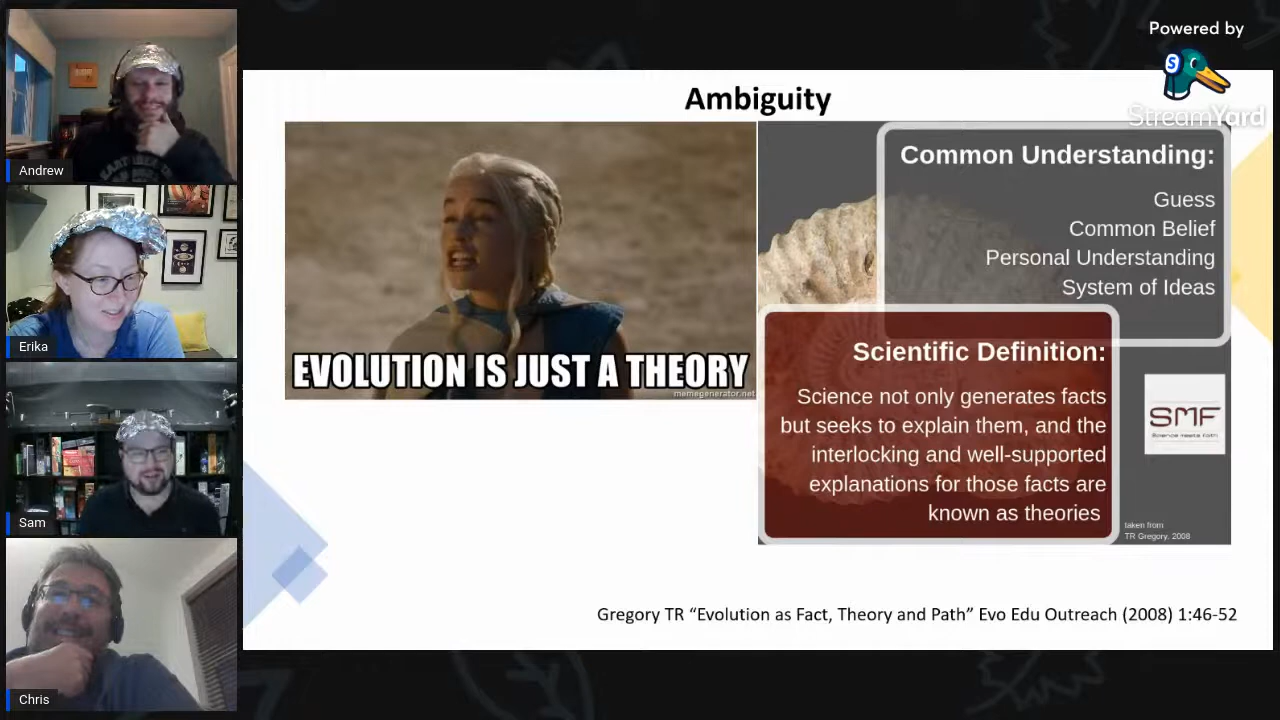 Powered by
S
StreamYard
Andrew
Erika
Sam
Chris
Ambiguity
EVOLUTION IS JUST A THEORY
memegenerator.net
Common Understanding:
Guess
Common Belief
Personal Understanding
System of Ideas
Scientific Definition:
Science not only generates facts
but seeks to explain them, and the
interlocking and well-supported
explanations for those facts are
known as theories
SMF
Science meets Faith
taken from
TR Gregory, 2008
Gregory TR “Evolution as Fact, Theory and Path” Evo Edu Outreach (2008) 1:46-52